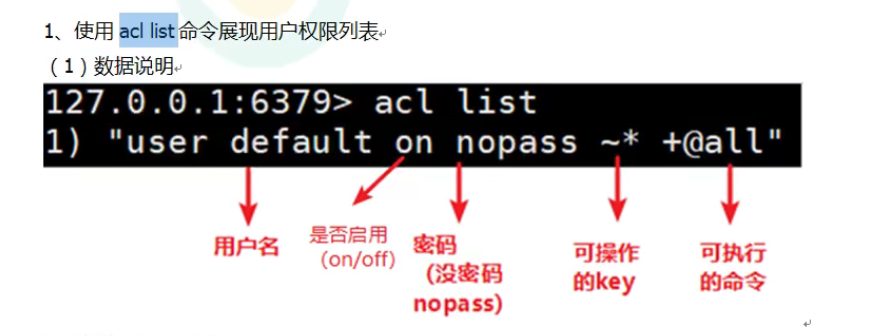 1、使用 acl list 命令展现用户权限列表
（1）数据说明
127.0.0.1:6379> acl list
1) "user default on nopass ~* +@all"
用户名
是否启用
（on/off）
密码
（没密码
nopass）
可操作
的key
可执行
的命令